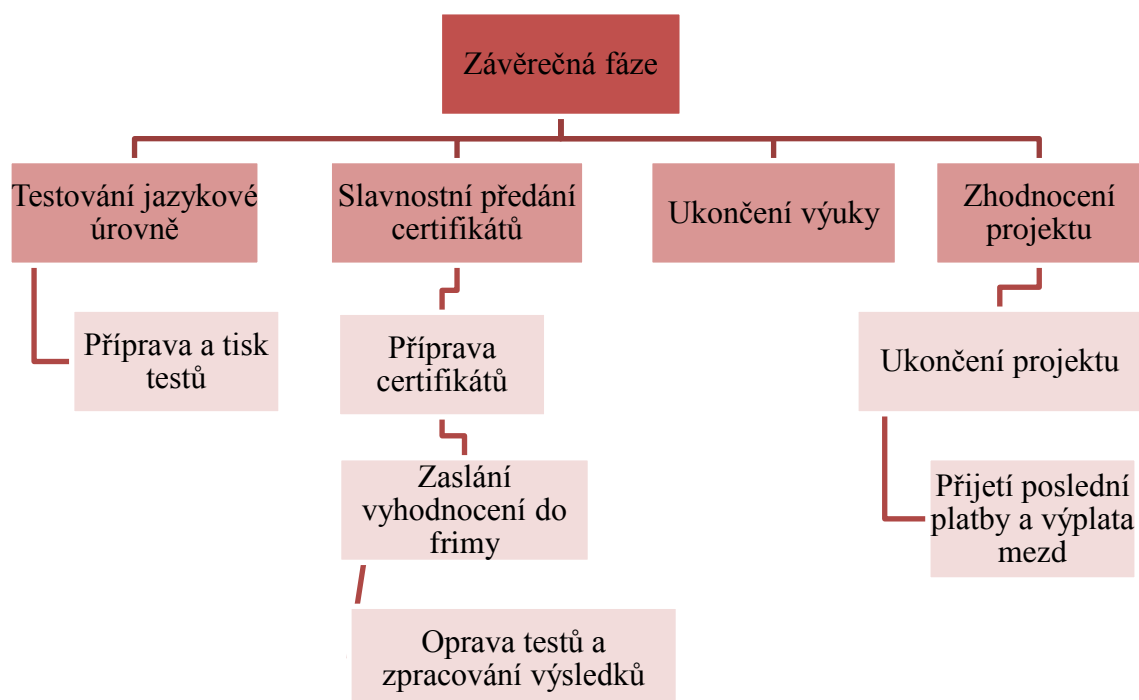 Závěrečná fáze
Testování jazykové
úrovně
Slavnostní předání
certifikátů
Ukončení výuky
Zhodnocení
projektu
Příprava a tisk
testů
Příprava
certifikátů
Ukončení projektu
Zaslání
vyhodnocení do
frimy
Přijetí poslední
platby a výplata
mezd
Oprava testů a
zpracování výsledků